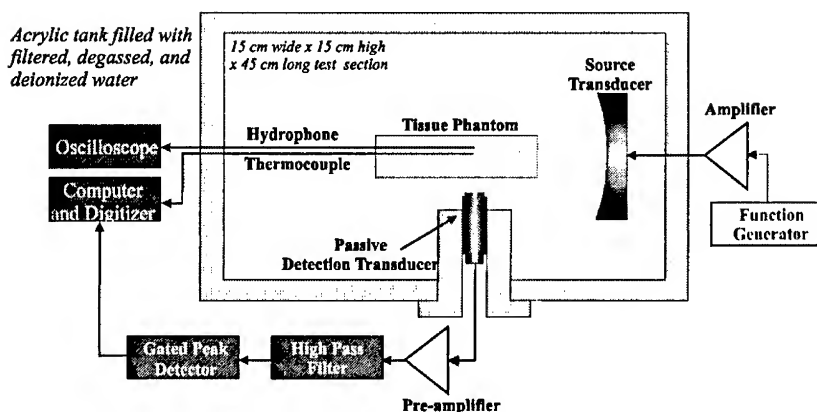 Acrylic tank filled with
filtered, degassed, and
deionized water
15 cm wide x 15 cm high
x 45 cm long test section
Source
Transducer
Amplifier
Hydrophone
Tissue Phantom
Oscilloscope
Thermocouple
Computer
and Digitizer
Function
Generator
Passive
Detection Transducer
Gated Peak
Detector
High Pass
Filter
Pre-amplifier